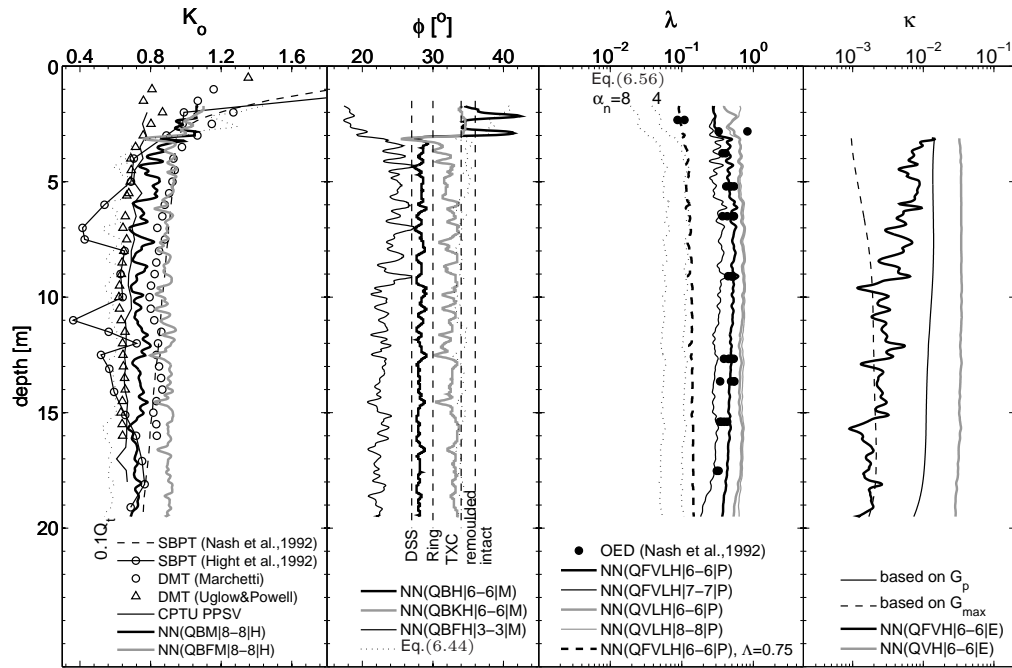 K_o
0.4 0.8 1.2 1.6
0
5
10
15
20
depth [m]
0.1Q_t
SBPT (Nash et al.,1992)
SBPT (Hight et al.,1992)
DMT (Marchetti)
DMT (Uglow&Powell)
CPTU PPSV
NN(QBM|8−8|H)
NN(QBFM|8−8|H)
ϕ [°]
20 30 40
DSS
Ring
TXC
remoulded
intact
NN(QBH|6−6|M)
NN(QBKH|6−6|M)
NN(QBFH|3−3|M)
Eq.(6.44)
λ
10^−2 10^−1 10^0
Eq.(6.56)
α_n=8 4
OED (Nash et al.,1992)
NN(QFVLH|6−6|P)
NN(QFVLH|7−7|P)
NN(QVLH|6−6|P)
NN(QVLH|8−8|P)
NN(QFVLH|6−6|P), Λ=0.75
κ
10^−3 10^−2 10^−1
based on G_p
based on G_max
NN(QFVH|6−6|E)
NN(QVH|6−6|E)